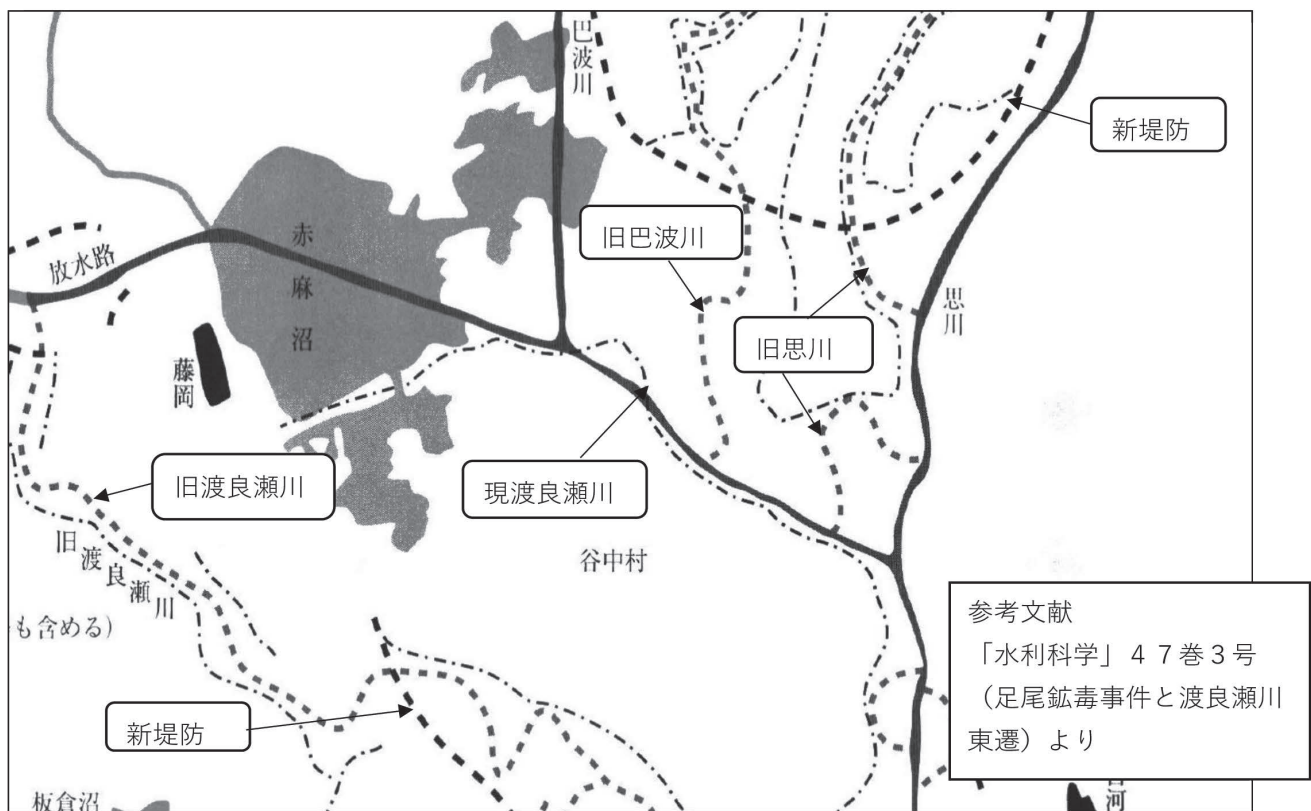 巴波川
新堤防
旧巴波川
放水路
赤麻沼
思川
旧思川
藤岡
旧渡良瀬川
現渡良瀬川
旧渡良瀬川
谷中村
も含める)
参考文献
「水利科学」47巻3号
(足尾鉱毒事件と渡良瀬川
東遷)より
新堤防
板倉沼
河